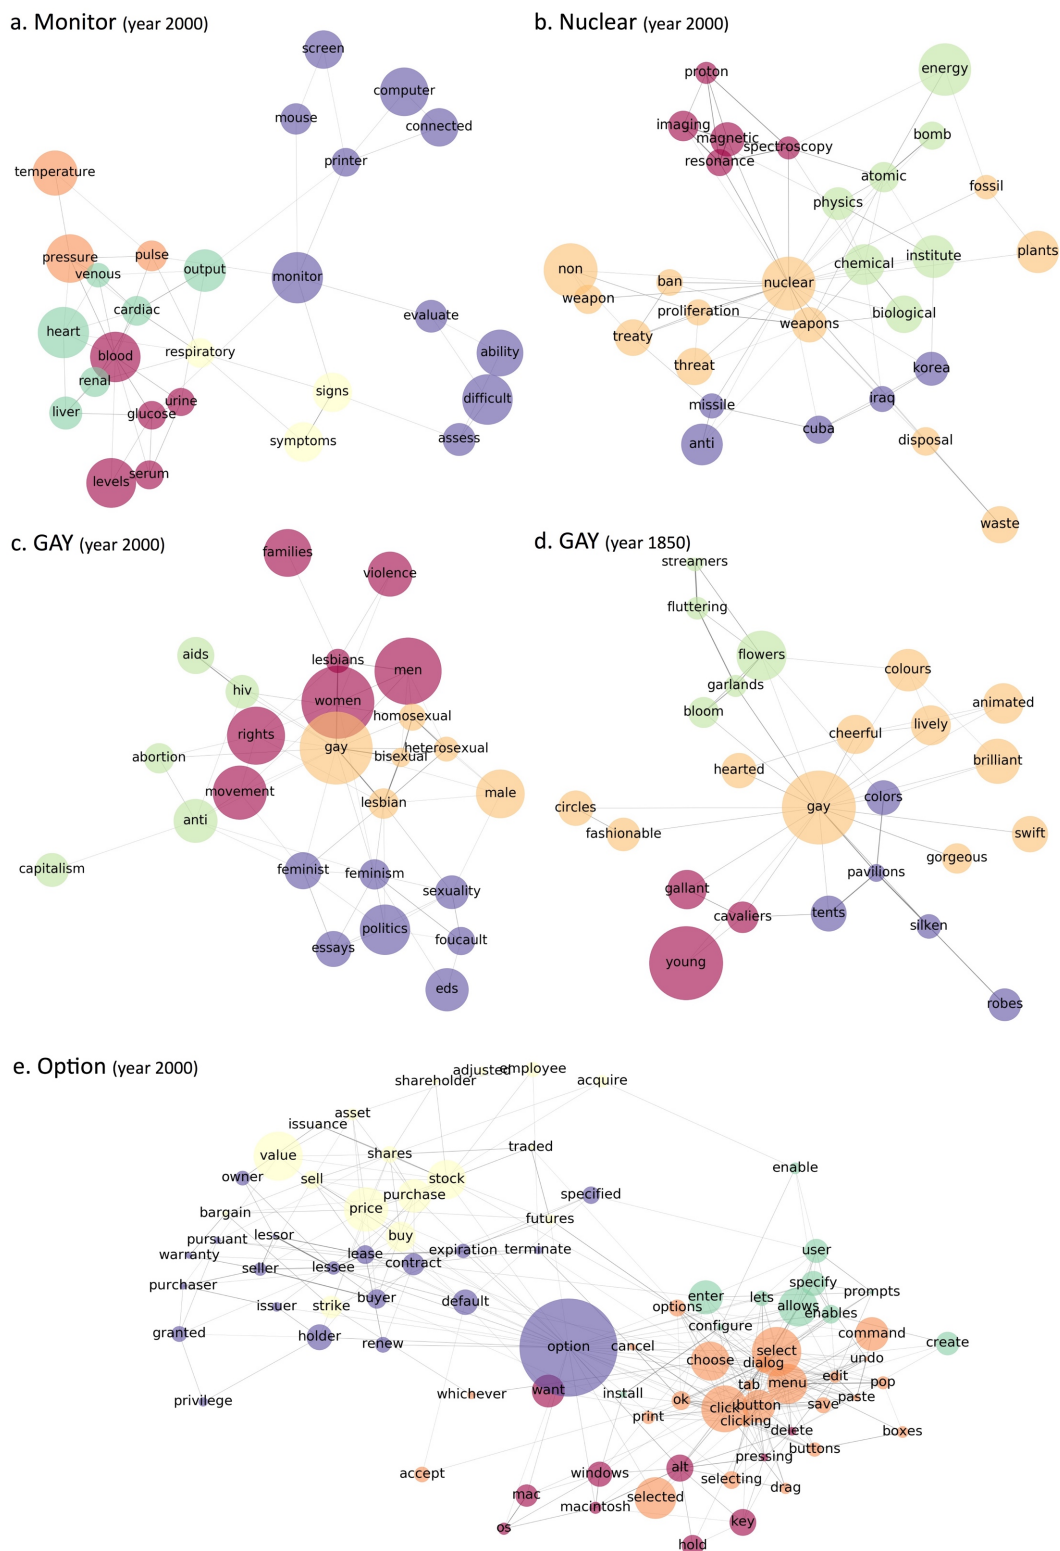 a. Monitor (year 2000)
screen
computer
mouse
connected
printer
temperature
pressure
pulse
venous
output
monitor
cardiac
evaluate
heart
blood
respiratory
ability
renal
signs
difficult
liver
glucose
urine
symptoms
assess
levels
serum
b. Nuclear (year 2000)
proton
energy
imaging
magnetic
bomb
spectroscopy
resonance
atomic
fossil
physics
plants
non
chemical
institute
ban
nuclear
weapon
proliferation
biological
weapons
treaty
threat
korea
missile
iraq
cuba
anti
disposal
waste
c. GAY (year 2000)
families
violence
aids
lesbians
men
hiv
women
homosexual
rights
gay
heterosexual
abortion
bisexual
movement
male
lesbian
anti
capitalism
feminist
feminism
sexuality
politics
essays
foucault
eds
d. GAY (year 1850)
streamers
fluttering
flowers
colours
garlands
animated
bloom
lively
cheerful
brilliant
hearted
colors
gay
circles
fashionable
swift
gorgeous
pavilions
gallant
cavaliers
tents
silken
young
robes
e. Option (year 2000)
adjusted
employee
shareholder
acquire
asset
issuance
traded
value
shares
enable
owner
sell
stock
purchase
specified
bargain
price
futures
pursuant
lessor
buy
warranty
lease
expiration
terminate
user
seller
lessee
contract
purchaser
specify
prompts
issuer
strike
buyer
default
enter
lets
options
allows
enables
granted
holder
configure
command
renew
option
cancel
select
create
choose
dialog
undo
edit
tab
menu
pop
whichever
want
install
privilege
ok
click
button
save
paste
print
clicking
delete
boxes
buttons
pressing
accept
windows
alt
selecting
drag
mac
selected
macintosh
os
key
hold